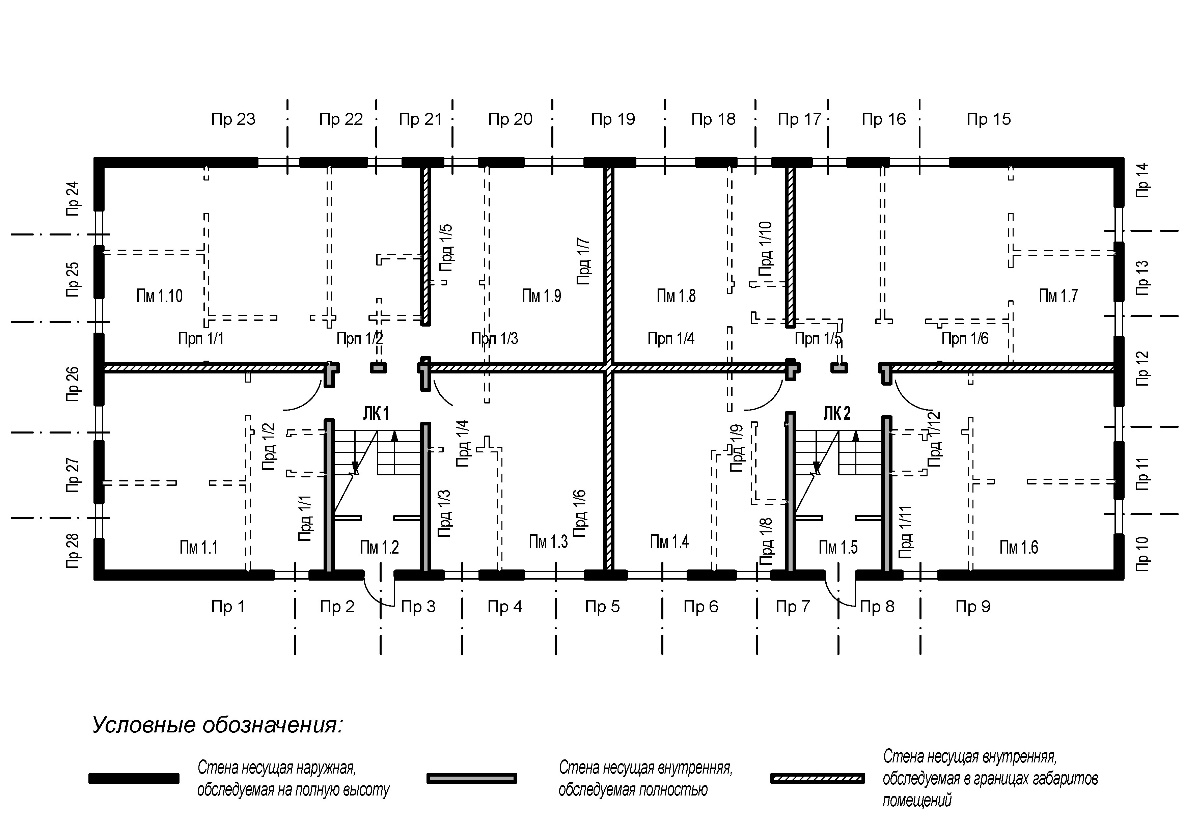 Пр 23
Пр 22
Пр 21
Пр 20
Пр 19
Пр 18
Пр 17
Пр 16
Пр 15
Пр 24
Пр 14
Прд 1/5
Прд 1/7
Прд 1/10
Пр 25
Пр 13
Пм 1.10
Пм 1.9
Пм 1.8
Пм 1.7
Прп 1/1
Прп 1/2
Прп 1/3
Прп 1/4
Прп 1/5
Прп 1/6
Пр 26
Пр 12
ЛК 1
ЛК 2
Прд 1/2
Прд 1/4
Прд 1/9
Прд 1/12
Пр 27
Пр 11
Прд 1/1
Прд 1/3
Прд 1/6
Прд 1/8
Прд 1/11
Пр 28
Пм 1.1
Пм 1.2
Пм 1.3
Пм 1.4
Пм 1.5
Пм 1.6
Пр 10
Пр 1
Пр 2
Пр 3
Пр 4
Пр 5
Пр 6
Пр 7
Пр 8
Пр 9
Условные обозначения:
Стена несущая наружная,
обследуемая на полную высоту
Стена несущая внутренняя,
обследуемая полностью
Стена несущая внутренняя,
обследуемая в границах габаритов
помещений